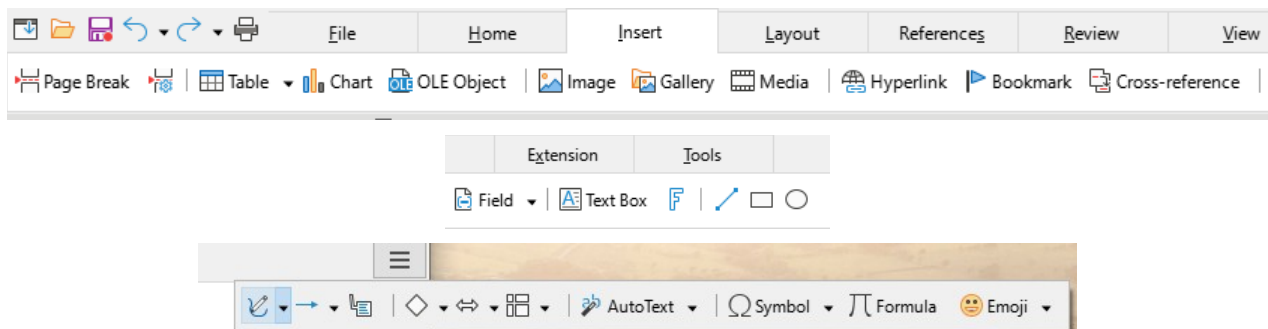 File Home Insert Layout References Review View
Page Break Table Chart OLE OLE Object Image Gallery Media Hyperlink Bookmark Cross-reference
Extension Tools
Field Text Box
AutoText Symbol Formula Emoji